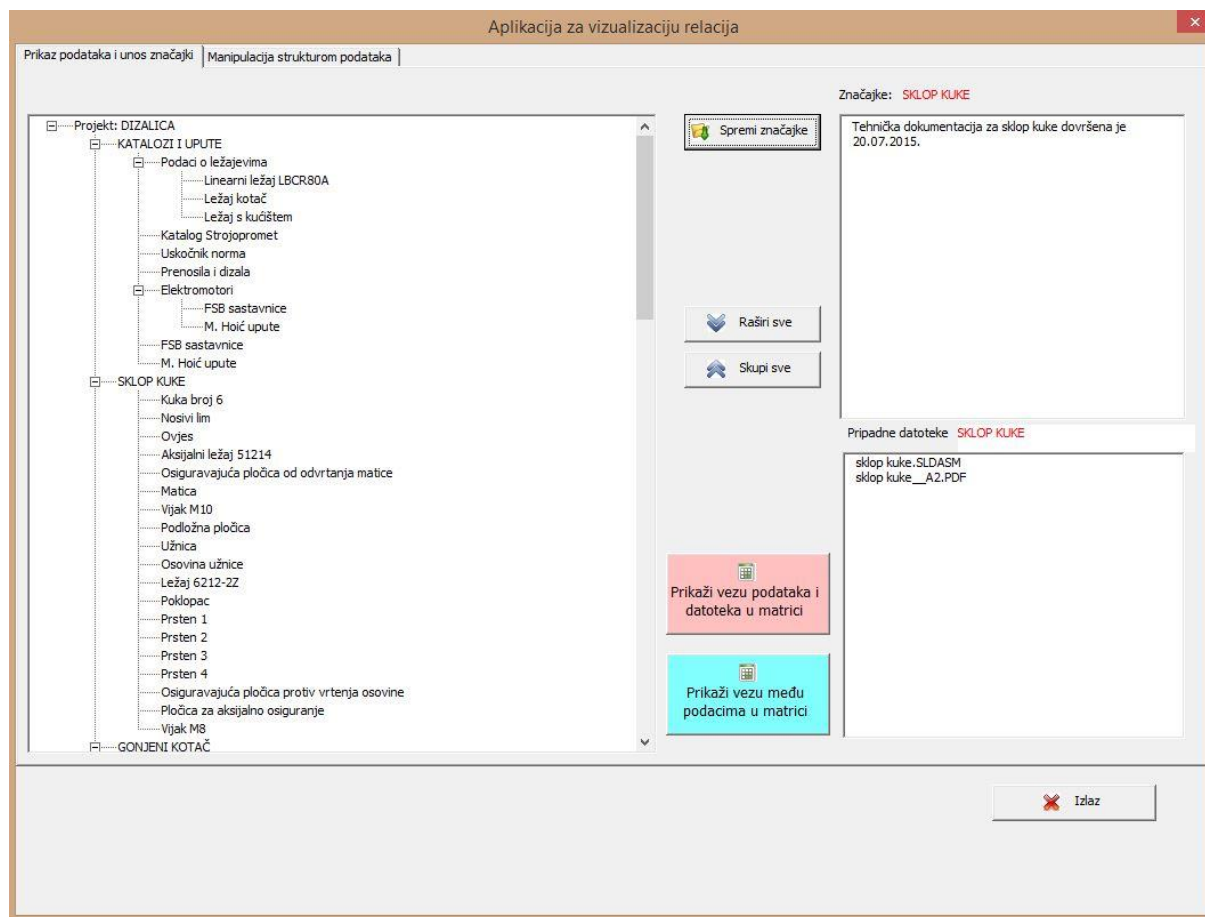 Aplikacija za vizualizaciju relacija
Prikaz podataka i unos značajki
Manipulacija strukturom podataka
Projekt: DIZALICA
KATALOZI I UPUTE
Podaci o ležajevima
Linearni ležaj LBCR80A
Ležaj kotač
Ležaj s kućištem
Katalog Strojopromet
Uskočnik norma
Prenosila i dizala
Elektromotori
FSB sastavnice
M. Hoić upute
FSB sastavnice
M. Hoić upute
SKLOP KUKE
Kuka broj 6
Nosivi lim
Ovjes
Aksijalni ležaj 51214
Osiguravajuća pločica od odvrtanja matice
Matica
Vijak M10
Podložna pločica
Užnica
Osovina užnice
Ležaj 6212-2Z
Poklopac
Prsten 1
Prsten 2
Prsten 3
Prsten 4
Osiguravajuća pločica protiv vrtenja osovine
Pločica za aksijalno osiguranje
Vijak M8
GONJENI KOTAČ
Spremi značajke
Raširi sve
Skupi sve
Prikaži vezu podataka i
datoteka u matrici
Prikaži vezu među
podacima u matrici
Značajke: SKLOP KUKE
Tehnička dokumentacija za sklop kuke dovršena je
20.07.2015.
Pripadne datoteke SKLOP KUKE
sklop kuke.SLDASM
sklop kuke__A2.PDF
Izlaz